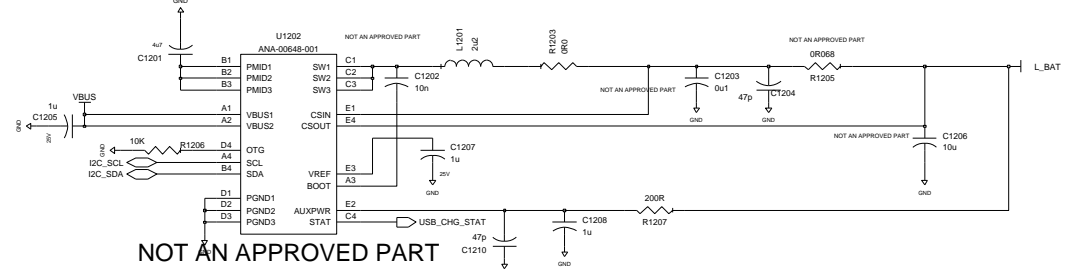 GND
4u7
C1201
U1202
ANA-00648-001
B1 PMID1
B2 PMID2
B3 PMID3
A1 VBUS1
A2 VBUS2
D4 OTG
A4 SCL
B4 SDA
D1 PGND1
D2 PGND2
D3 PGND3
SW1 C1
SW2 C2
SW3 C3
CSIN E1
CSOUT E4
VREF E3
BOOT A3
AUXPWR E2
STAT C4
VBUS
1u
C1205
25V
GND
10K
R1206
GND
I2C_SCL
I2C_SDA
GND
NOT AN APPROVED PART
NOT AN APPROVED PART
C1202
10n
L1201
2u2
R1203
0R0
NOT AN APPROVED PART
C1203
0u1
GND
47p
C1204
GND
NOT AN APPROVED PART
0R068
R1205
L_BAT
NOT AN APPROVED PART
C1206
10u
GND
C1207
1u
25V
GND
USB_CHG_STAT
47p
C1210
GND
C1208
1u
GND
200R
R1207